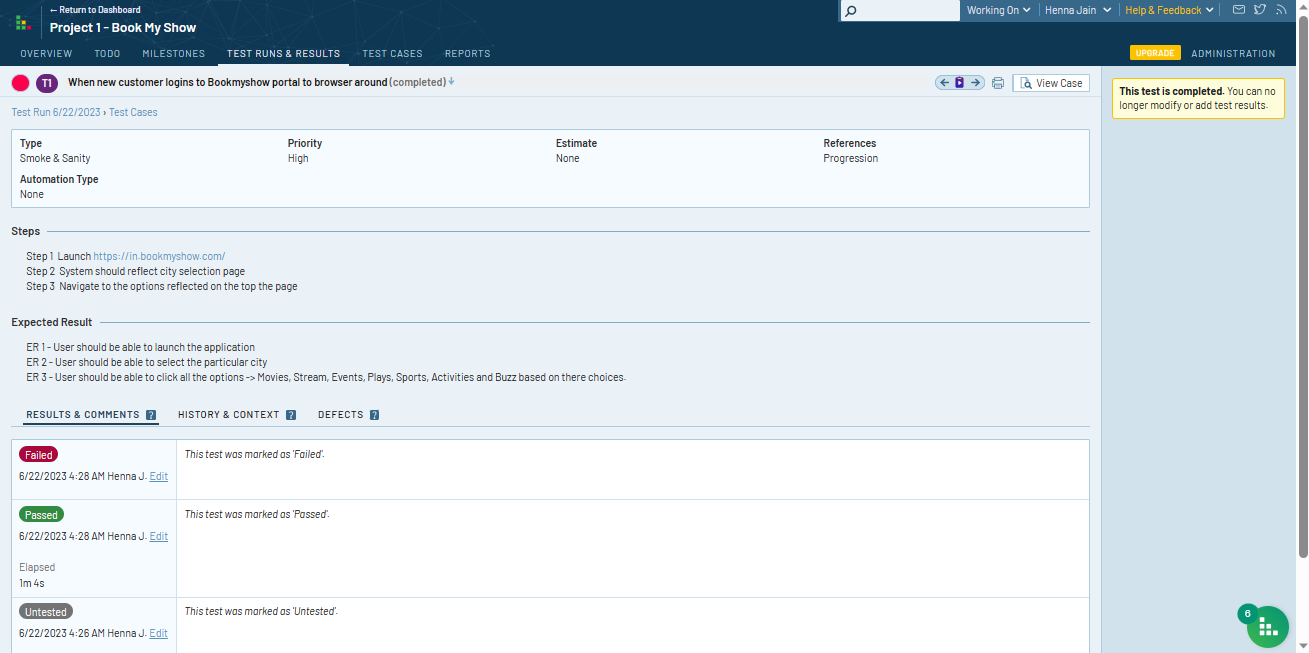 ← Return to Dashboard
Project 1 - Book My Show
Working On
Henna Jain
Help & Feedback
OVERVIEW TODO MILESTONES TEST RUNS & RESULTS TEST CASES REPORTS
UPGRADE ADMINISTRATION
T1 When new customer logins to Bookmyshow portal to browser around (completed)
View Case
This test is completed. You can no
longer modify or add test results.
Test Run 6/22/2023 › Test Cases
Type Priority Estimate References
Smoke & Sanity High None Progression
Automation Type
None
Steps
Step 1 Launch https://in.bookmyshow.com/
Step 2 System should reflect city selection page
Step 3 Navigate to the options reflected on the top the page
Expected Result
ER 1 - User should be able to launch the application
ER 2 - User should be able to select the particular city
ER 3 - User should be able to click all the options -> Movies, Stream, Events, Plays, Sports, Activities and Buzz based on there choices.
RESULTS & COMMENTS ? HISTORY & CONTEXT ? DEFECTS ?
Failed
This test was marked as 'Failed'.
6/22/2023 4:28 AM Henna J. Edit
Passed
This test was marked as 'Passed'.
6/22/2023 4:28 AM Henna J. Edit
Elapsed
1m 4s
Untested
This test was marked as 'Untested'.
6/22/2023 4:26 AM Henna J. Edit
6